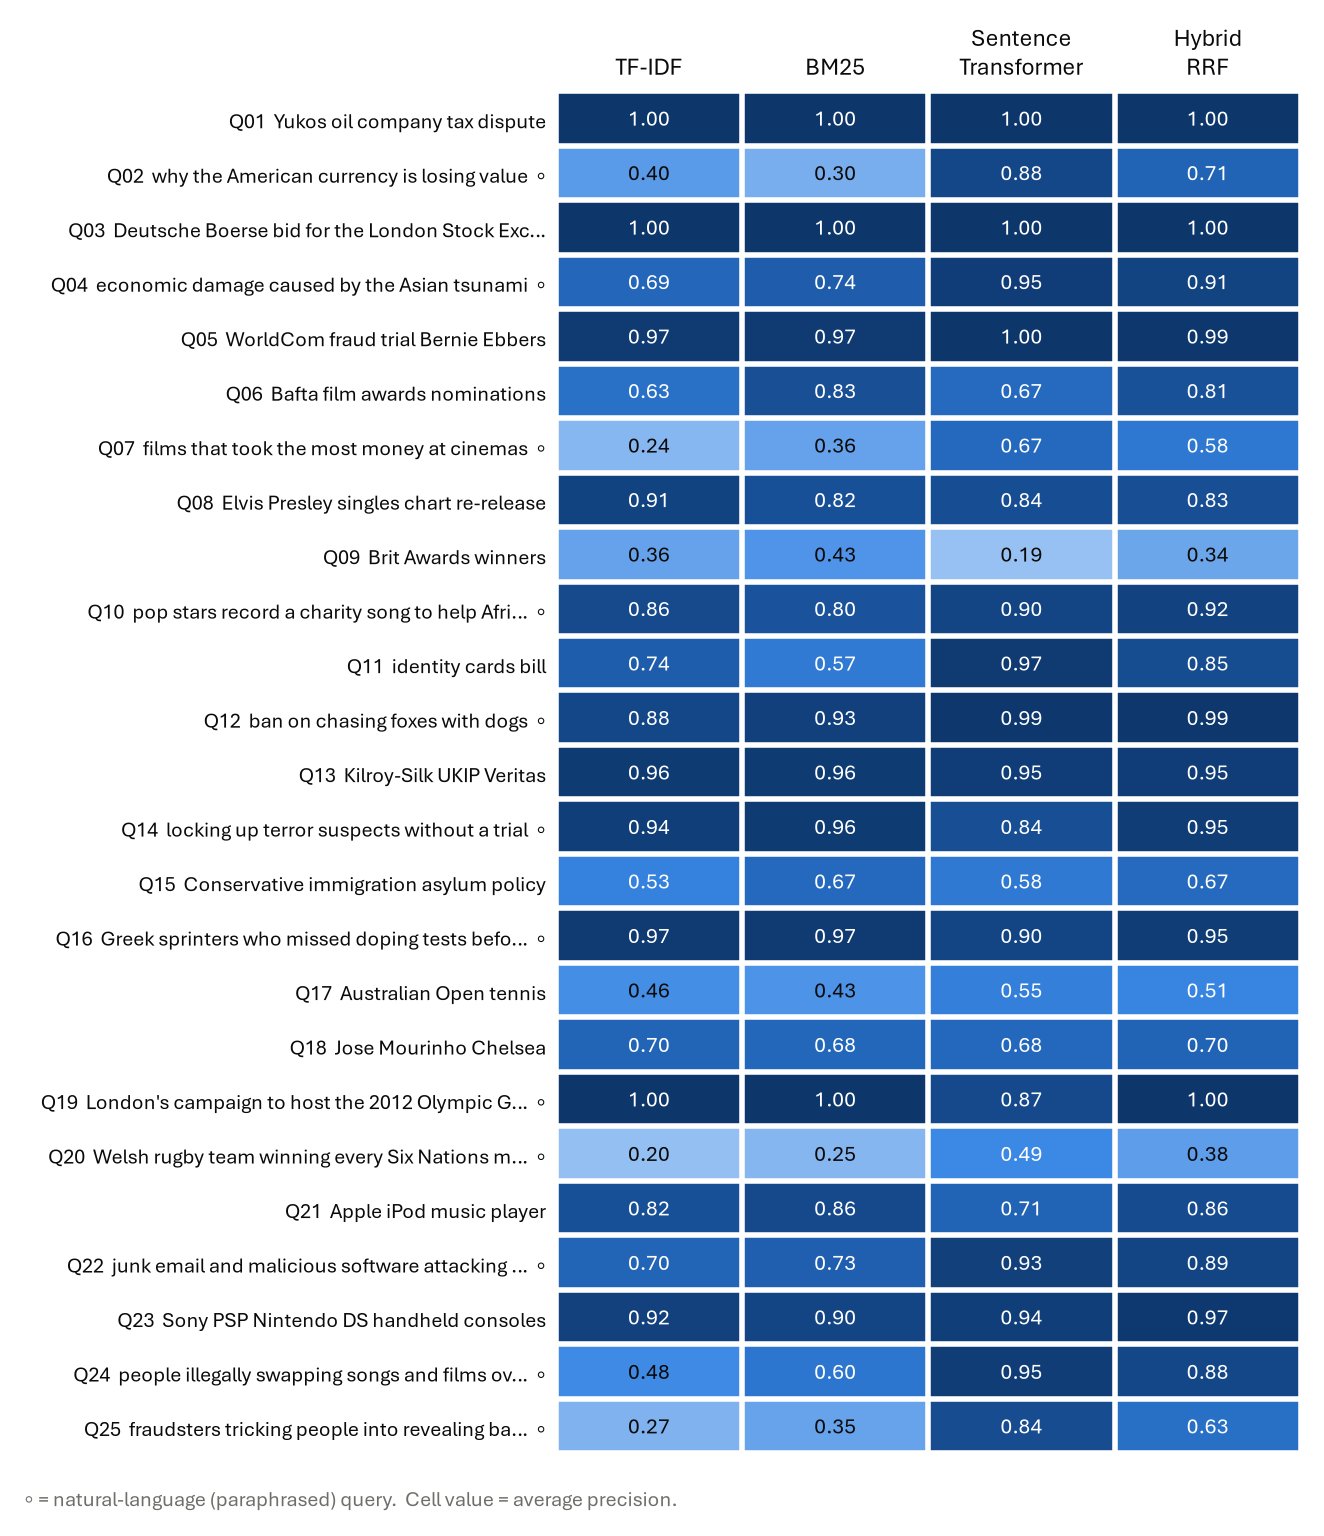 Sentence Hybrid
TF-IDF BM25 Transformer RRF
Q01 Yukos oil company tax dispute 1.00 1.00 1.00 1.00
Q02 why the American currency is losing value ∘ 0.40 0.30 0.88 0.71
Q03 Deutsche Boerse bid for the London Stock Exc... 1.00 1.00 1.00 1.00
Q04 economic damage caused by the Asian tsunami ∘ 0.69 0.74 0.95 0.91
Q05 WorldCom fraud trial Bernie Ebbers 0.97 0.97 1.00 0.99
Q06 Bafta film awards nominations 0.63 0.83 0.67 0.81
Q07 films that took the most money at cinemas ∘ 0.24 0.36 0.67 0.58
Q08 Elvis Presley singles chart re-release 0.91 0.82 0.84 0.83
Q09 Brit Awards winners 0.36 0.43 0.19 0.34
Q10 pop stars record a charity song to help Afri... ∘ 0.86 0.80 0.90 0.92
Q11 identity cards bill 0.74 0.57 0.97 0.85
Q12 ban on chasing foxes with dogs ∘ 0.88 0.93 0.99 0.99
Q13 Kilroy-Silk UKIP Veritas 0.96 0.96 0.95 0.95
Q14 locking up terror suspects without a trial ∘ 0.94 0.96 0.84 0.95
Q15 Conservative immigration asylum policy 0.53 0.67 0.58 0.67
Q16 Greek sprinters who missed doping tests befo... ∘ 0.97 0.97 0.90 0.95
Q17 Australian Open tennis 0.46 0.43 0.55 0.51
Q18 Jose Mourinho Chelsea 0.70 0.68 0.68 0.70
Q19 London's campaign to host the 2012 Olympic G... ∘ 1.00 1.00 0.87 1.00
Q20 Welsh rugby team winning every Six Nations m... ∘ 0.20 0.25 0.49 0.38
Q21 Apple iPod music player 0.82 0.86 0.71 0.86
Q22 junk email and malicious software attacking ... ∘ 0.70 0.73 0.93 0.89
Q23 Sony PSP Nintendo DS handheld consoles 0.92 0.90 0.94 0.97
Q24 people illegally swapping songs and films ov... ∘ 0.48 0.60 0.95 0.88
Q25 fraudsters tricking people into revealing ba... ∘ 0.27 0.35 0.84 0.63
∘ = natural-language (paraphrased) query. Cell value = average precision.